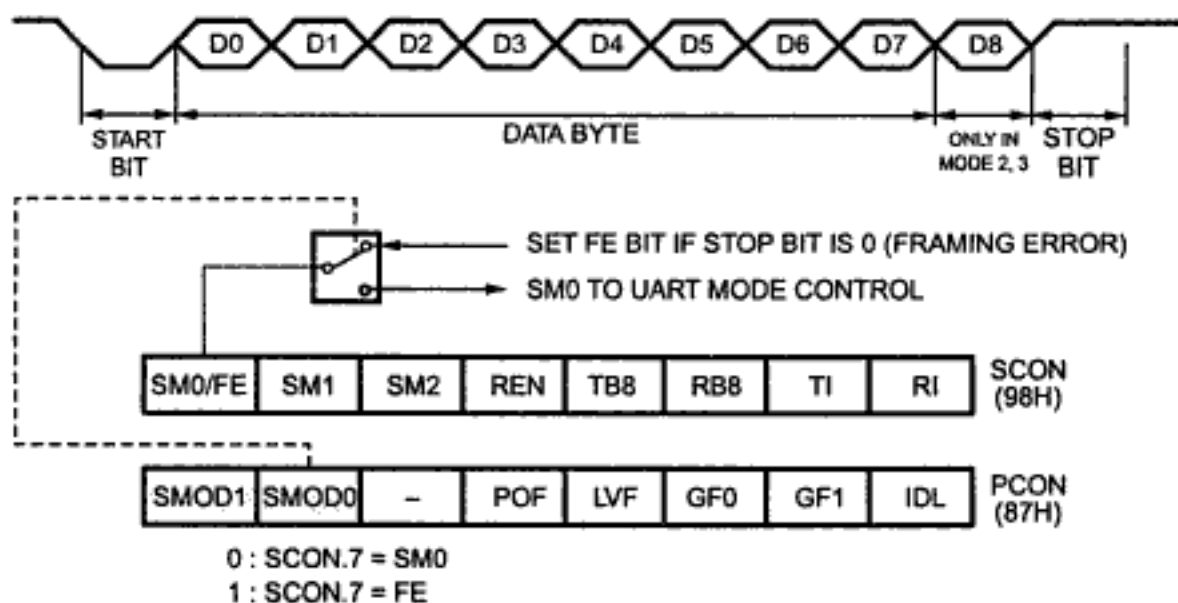 D0 D1 D2 D3 D4 D5 D6 D7 D8
START BIT
DATA BYTE
ONLY IN MODE 2, 3
STOP BIT
SET FE BIT IF STOP BIT IS 0 (FRAMING ERROR)
SM0 TO UART MODE CONTROL
SM0/FE SM1 SM2 REN TB8 RB8 TI RI
SCON (98H)
SMOD1 SMOD0 – POF LVF GF0 GF1 IDL
PCON (87H)
0 : SCON.7 = SM0
1 : SCON.7 = FE